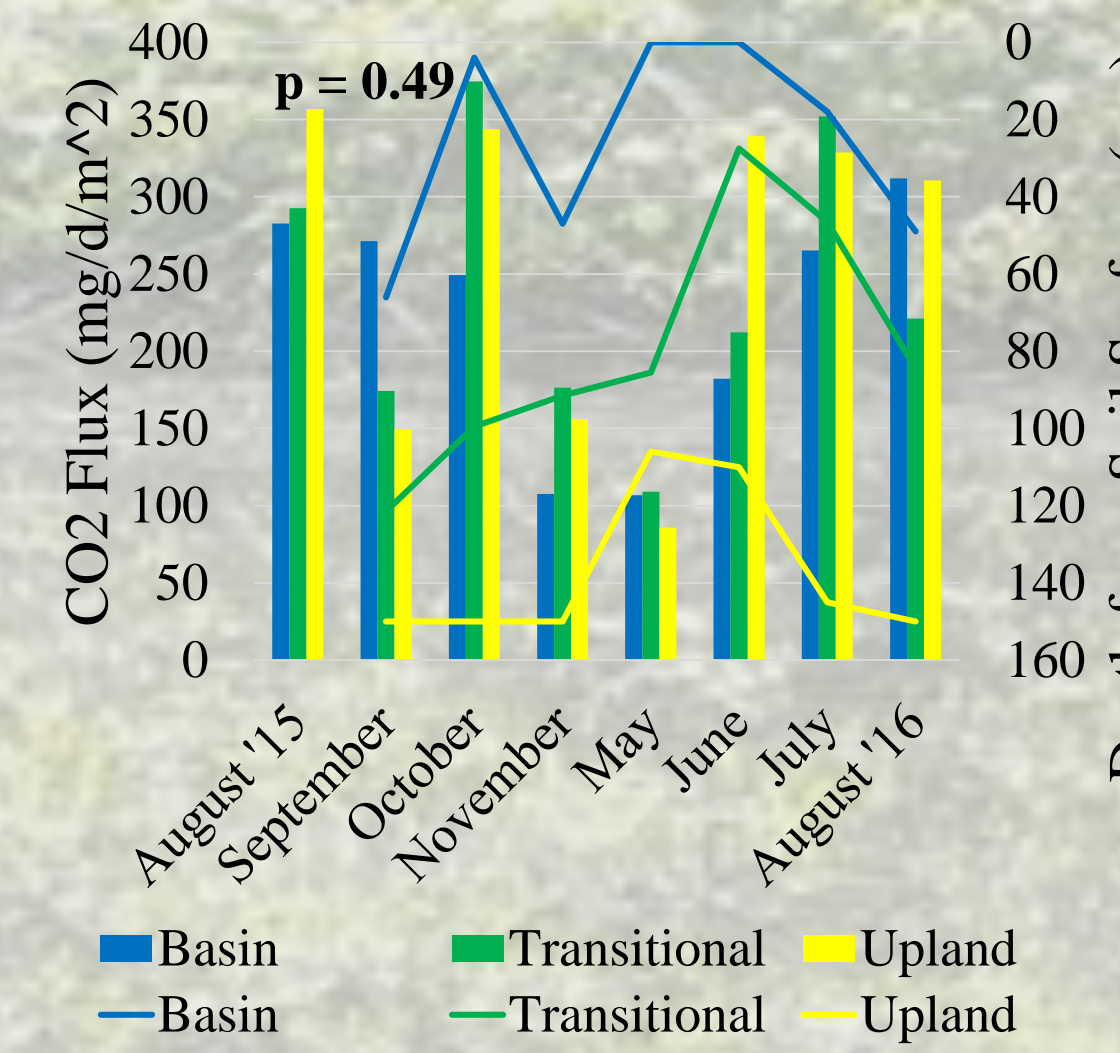 p = 0.49
CO2 Flux (mg/d/m^2)
400
350
300
250
200
150
100
50
0
0
20
40
60
80
100
120
140
160
August '15
September
October
November
May
June
July
August '16
Basin
Transitional
Upland
Basin
Transitional
Upland